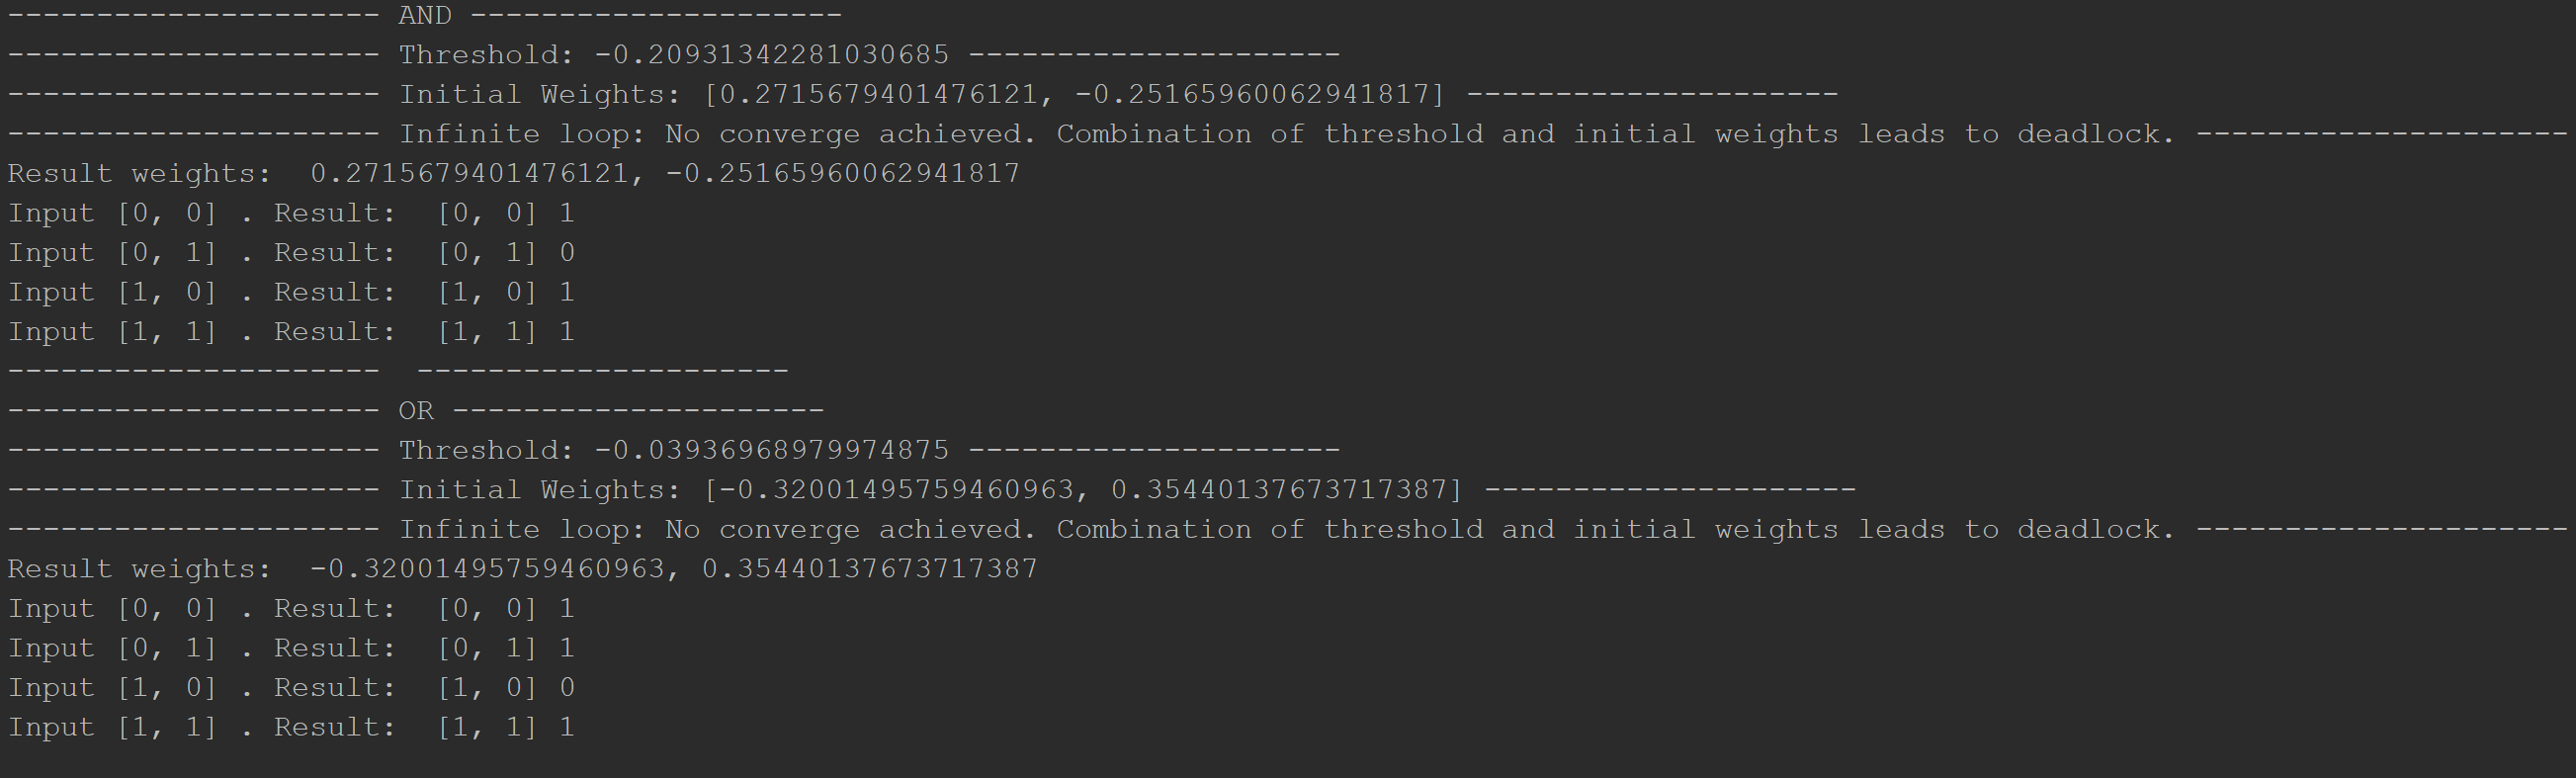 --------------------- AND ---------------------
--------------------- Threshold: -0.20931342281030685 ---------------------
--------------------- Initial Weights: [0.2715679401476121, -0.25165960062941817] ---------------------
--------------------- Infinite loop: No converge achieved. Combination of threshold and initial weights leads to deadlock. ---------------------
Result weights:  0.2715679401476121, -0.25165960062941817
Input [0, 0] . Result:  [0, 0] 1
Input [0, 1] . Result:  [0, 1] 0
Input [1, 0] . Result:  [1, 0] 1
Input [1, 1] . Result:  [1, 1] 1
---------------------  ---------------------
--------------------- OR ---------------------
--------------------- Threshold: -0.03936968979974875 ---------------------
--------------------- Initial Weights: [-0.32001495759460963, 0.35440137673717387] ---------------------
--------------------- Infinite loop: No converge achieved. Combination of threshold and initial weights leads to deadlock. ---------------------
Result weights:  -0.32001495759460963, 0.35440137673717387
Input [0, 0] . Result:  [0, 0] 1
Input [0, 1] . Result:  [0, 1] 1
Input [1, 0] . Result:  [1, 0] 0
Input [1, 1] . Result:  [1, 1] 1